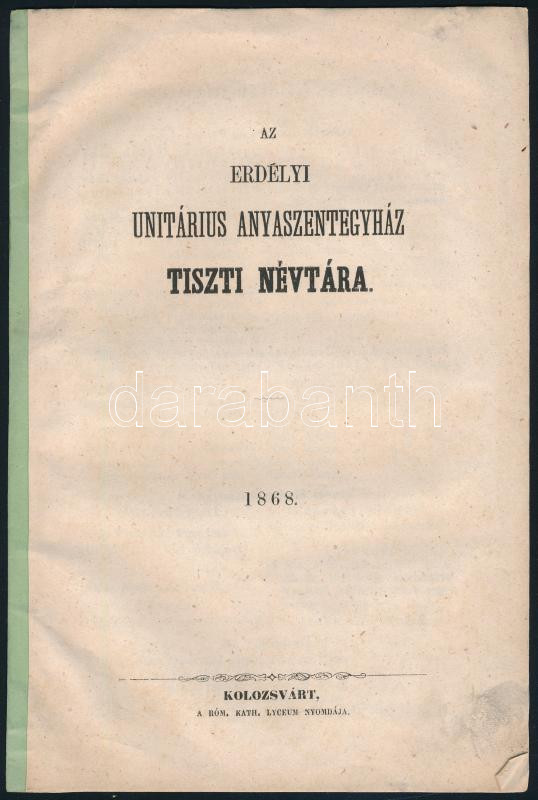 AZ
ERDÉLYI
UNITÁRIUS ANYASZENTEGYHÁZ
TISZTI NÉVTÁRA.
darabanth
1868.
KOLOZSVÁRT,
A RÓM. KATH. LYCEUM NYOMDÁJA.